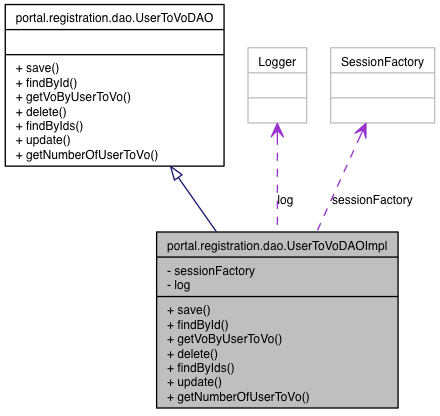 portal.registration.dao.UserToVoDAO
+ save()
+ findById()
+ getVoByUserToVo()
+ delete()
+ findByIds()
+ update()
+ getNumberOfUserToVo()
Logger
SessionFactory
log
sessionFactory
portal.registration.dao.UserToVoDAOImpl
- sessionFactory
- log
+ save()
+ findById()
+ getVoByUserToVo()
+ delete()
+ findByIds()
+ update()
+ getNumberOfUserToVo()